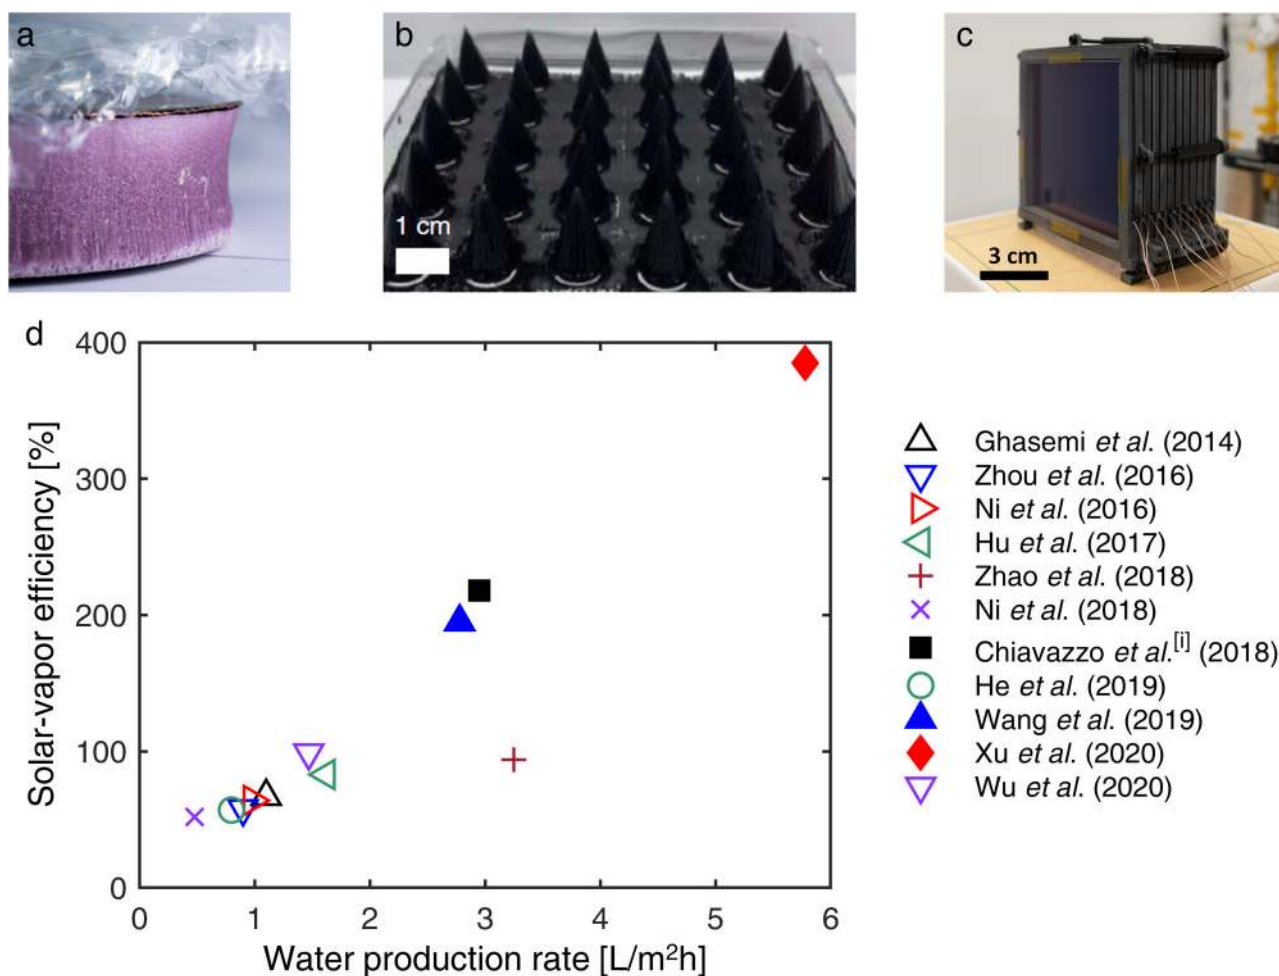 a
b
c
1 cm
3 cm
d
400
300
200
100
0
0 1 2 3 4 5 6
Solar-vapor efficiency [%]
Water production rate [L/m²h]
Ghasemi et al. (2014)
Zhou et al. (2016)
Ni et al. (2016)
Hu et al. (2017)
Zhao et al. (2018)
Ni et al. (2018)
Chiavazzo et al.[i] (2018)
He et al. (2019)
Wang et al. (2019)
Xu et al. (2020)
Wu et al. (2020)